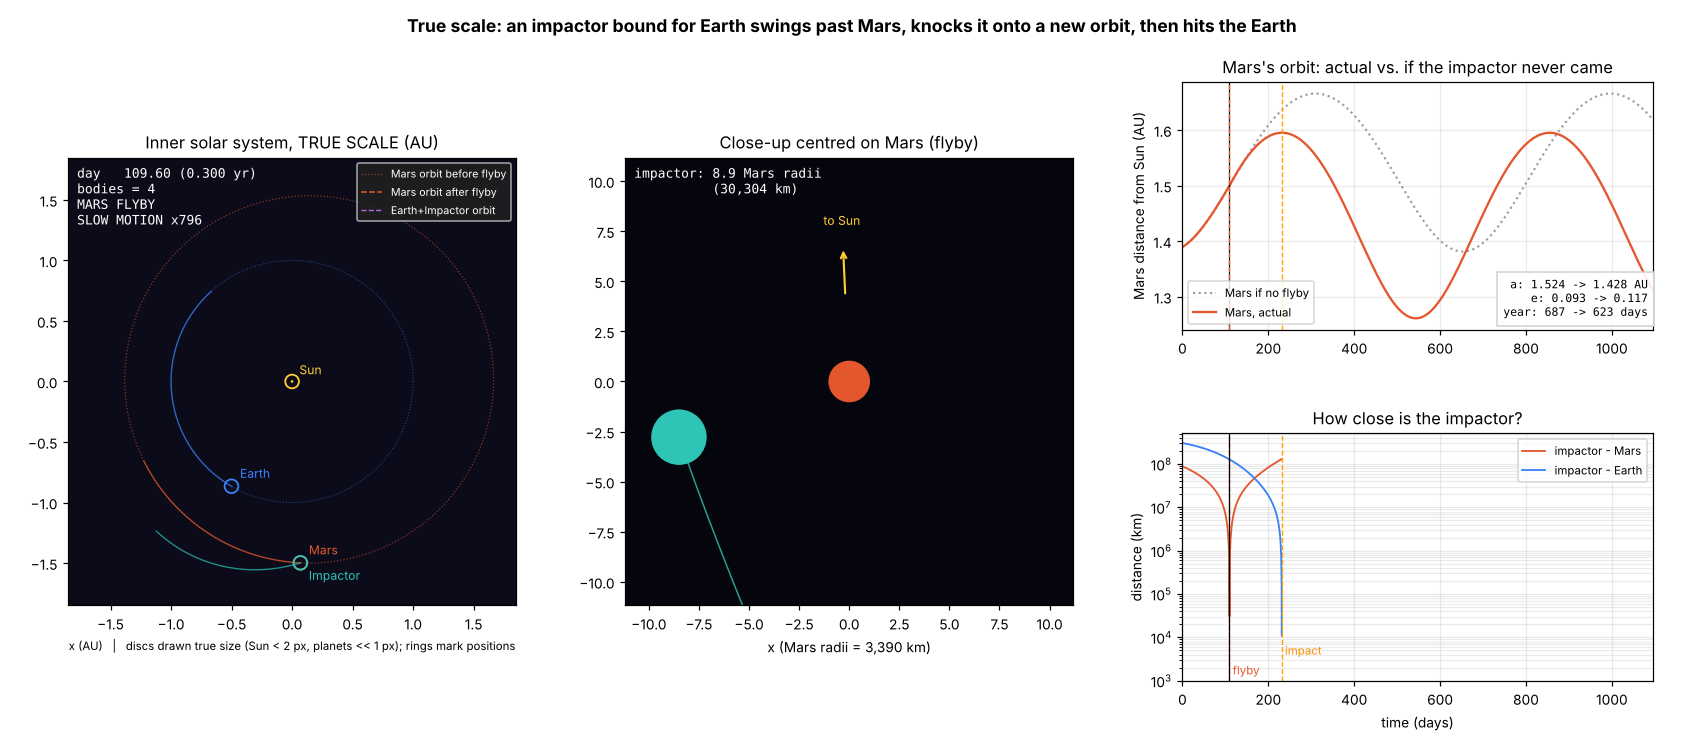 True scale: an impactor bound for Earth swings past Mars, knocks it onto a new orbit, then hits the Earth
Inner solar system, TRUE SCALE (AU)
day   109.60 (0.300 yr)
bodies = 4
MARS FLYBY
SLOW MOTION x796
Mars orbit before flyby
Mars orbit after flyby
Earth+Impactor orbit
1.5
1.0
0.5
0.0
−0.5
−1.0
−1.5
Sun
Earth
Mars
Impactor
−1.5 −1.0 −0.5 0.0 0.5 1.0 1.5
x (AU)   |   discs drawn true size (Sun < 2 px, planets << 1 px); rings mark positions
Close-up centred on Mars (flyby)
impactor: 8.9 Mars radii
(30,304 km)
to Sun
10.0
7.5
5.0
2.5
0.0
−2.5
−5.0
−7.5
−10.0
−10.0 −7.5 −5.0 −2.5 0.0 2.5 5.0 7.5 10.0
x (Mars radii = 3,390 km)
Mars's orbit: actual vs. if the impactor never came
Mars distance from Sun (AU)
1.6
1.5
1.4
1.3
Mars if no flyby
Mars, actual
a: 1.524 -> 1.428 AU
e: 0.093 -> 0.117
year: 687 -> 623 days
0 200 400 600 800 1000
How close is the impactor?
distance (km)
10⁸
10⁷
10⁶
10⁵
10⁴
10³
impactor - Mars
impactor - Earth
impact
flyby
0 200 400 600 800 1000
time (days)